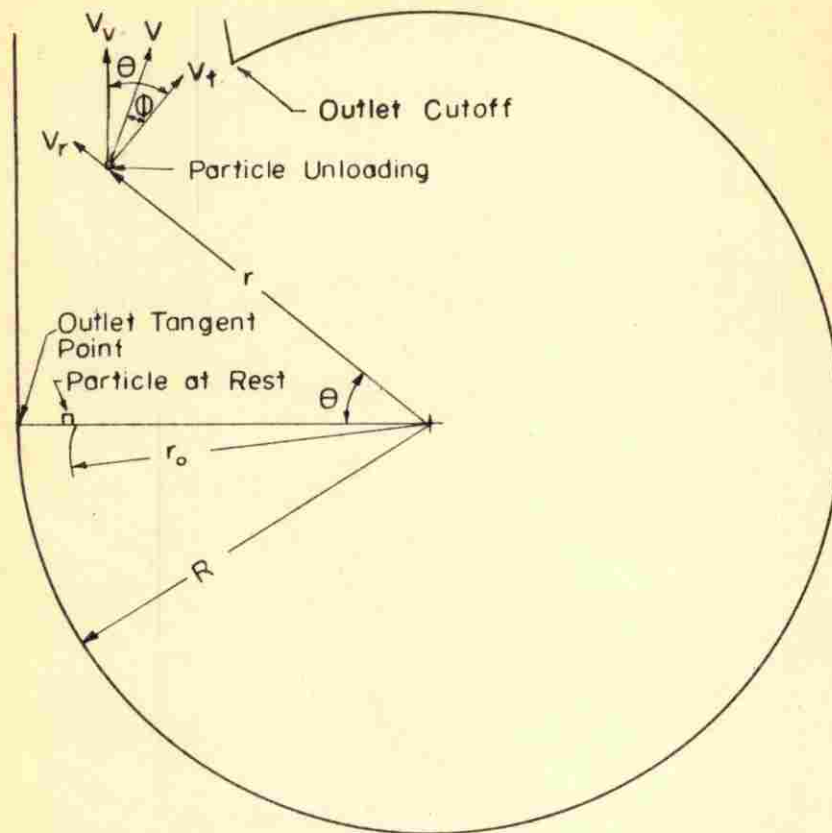 Vv
V
θ
Vt
Φ
Outlet Cutoff
Vr
Particle Unloading
r
Outlet Tangent
Point
Particle at Rest
θ
ro
R